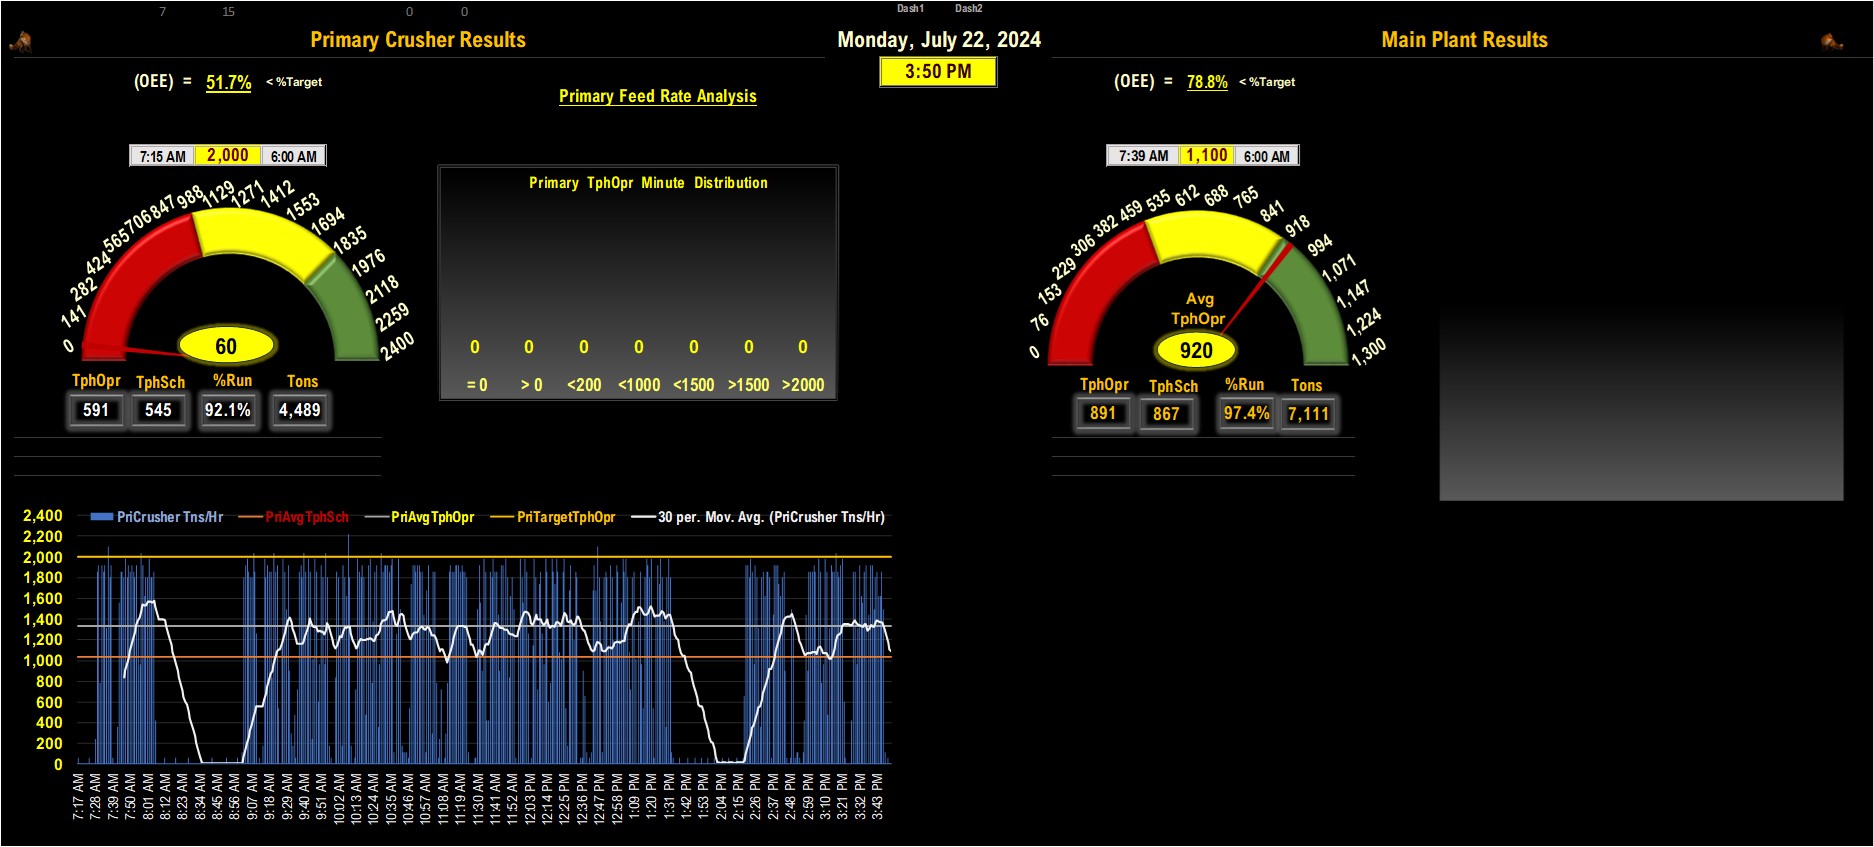 7 15 0 0 Dash1 Dash2
Primary Crusher Results
Monday, July 22, 2024
Main Plant Results
3:50 PM
(OEE) = 51.7% < %Target
Primary Feed Rate Analysis
(OEE) = 78.8% < %Target
7:15 AM 2,000 6:00 AM
0
141
282
424
565
706
847
988
1129
1271
1412
1553
1694
1835
1976
2118
2259
2400
60
TphOpr TphSch %Run Tons
591 545 92.1% 4,489
Primary TphOpr Minute Distribution
0 0 0 0 0 0 0
= 0 > 0 <200 <1000 <1500 >1500 >2000
7:39 AM 1,100 6:00 AM
0
76
153
229
306
382
459
535
612
688
765
841
918
994
1,071
1,147
1,224
1,300
Avg
TphOpr
920
TphOpr TphSch %Run Tons
891 867 97.4% 7,111
PriCrusher Tns/Hr PriAvgTphSch PriAvgTphOpr PriTargetTphOpr 30 per. Mov. Avg. (PriCrusher Tns/Hr)
2,400
2,200
2,000
1,800
1,600
1,400
1,200
1,000
800
600
400
200
0
7:17 AM
7:28 AM
7:39 AM
7:50 AM
8:01 AM
8:12 AM
8:23 AM
8:34 AM
8:45 AM
8:56 AM
9:07 AM
9:18 AM
9:29 AM
9:40 AM
9:51 AM
10:02 AM
10:13 AM
10:24 AM
10:35 AM
10:46 AM
10:57 AM
11:08 AM
11:19 AM
11:30 AM
11:41 AM
11:52 AM
12:03 PM
12:14 PM
12:25 PM
12:36 PM
12:47 PM
12:58 PM
1:09 PM
1:20 PM
1:31 PM
1:42 PM
1:53 PM
2:04 PM
2:15 PM
2:26 PM
2:37 PM
2:48 PM
2:59 PM
3:10 PM
3:21 PM
3:32 PM
3:43 PM